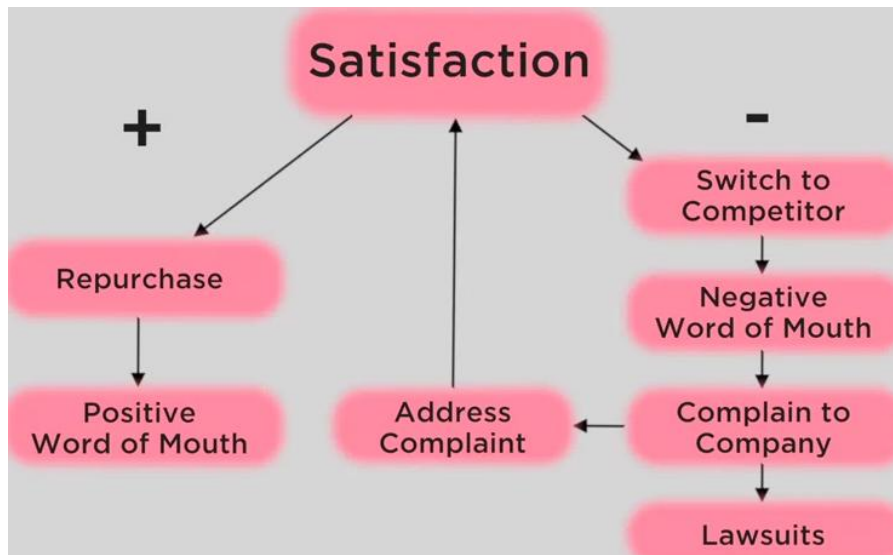 Satisfaction
+
-
Switch to
Competitor
Repurchase
Negative
Word of Mouth
Positive
Word of Mouth
Address
Complaint
Complain to
Company
Lawsuits